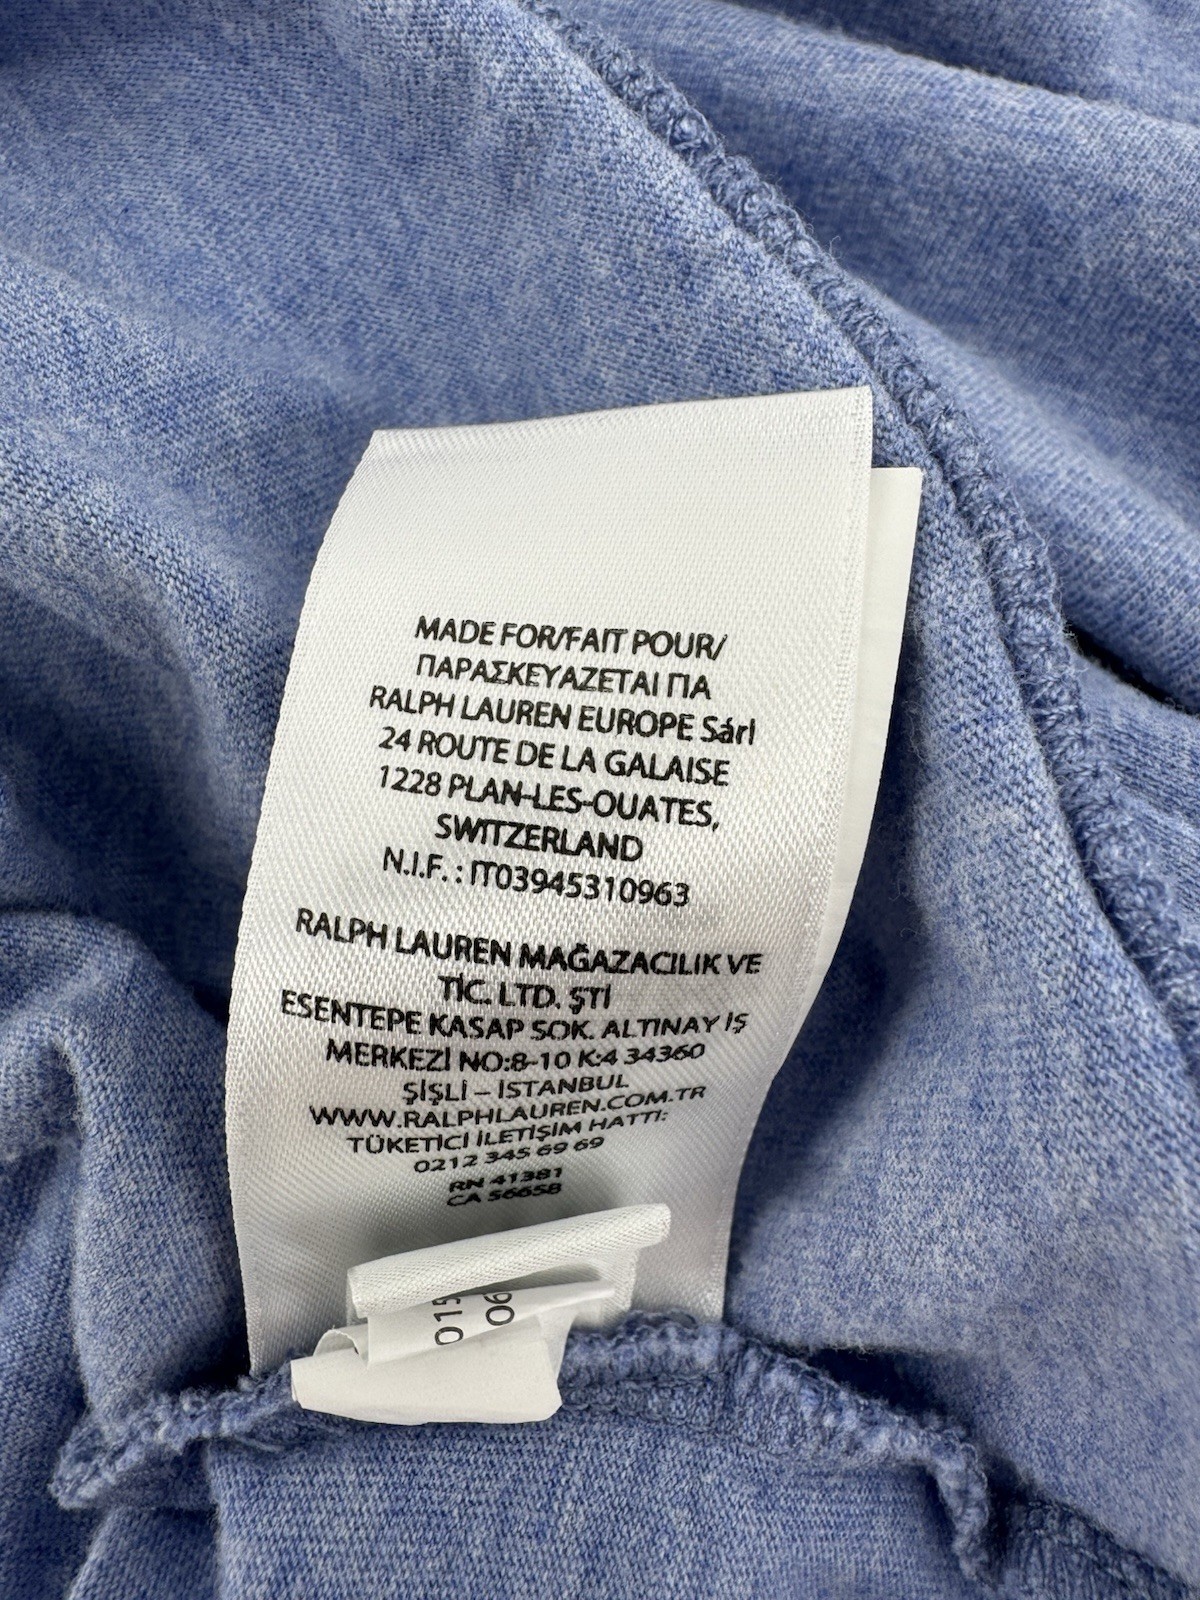 MADE FOR/FAIT POUR/
ΠΑΡΑΣΚΕΥΑΖΕΤΑΙ ΓΙΑ
RALPH LAUREN EUROPE Sárl
24 ROUTE DE LA GALAISE
1228 PLAN-LES-OUATES,
SWITZERLAND
N.I.F. : IT03945310963
RALPH LAUREN MAĞAZACILIK VE
TİC. LTD. ŞTİ
ESENTEPE KASAP SOK. ALTINAY İŞ
MERKEZİ NO:8-10 K:4 34360
ŞİŞLİ – İSTANBUL
WWW.RALPHLAUREN.COM.TR
TÜKETİCİ İLETİŞİM HATTI:
0212 345 69 69
RN 41381
CA 56658